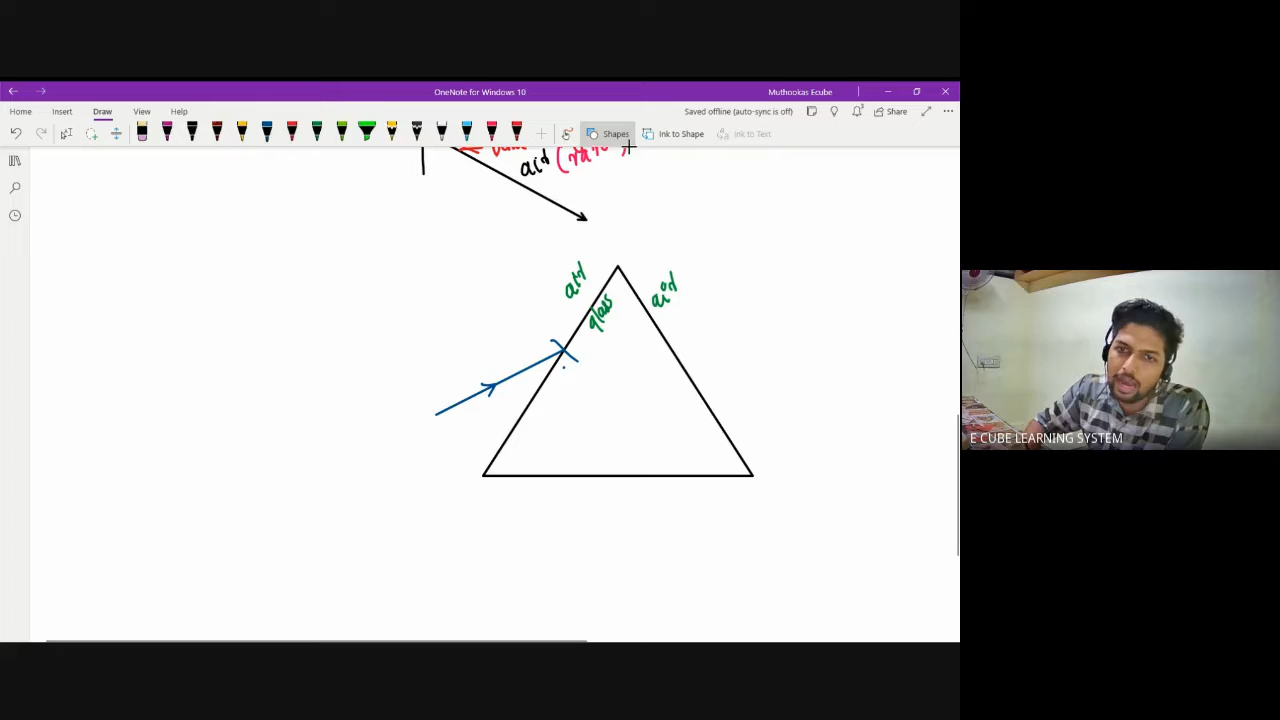 OneNote for Windows 10
Muthookas Ecube
Home Insert Draw View Help
Saved offline (auto-sync is off)
Share
Shapes
Ink to Shape
Ink to Text
air
air
glass
air
E CUBE LEARNING SYSTEM